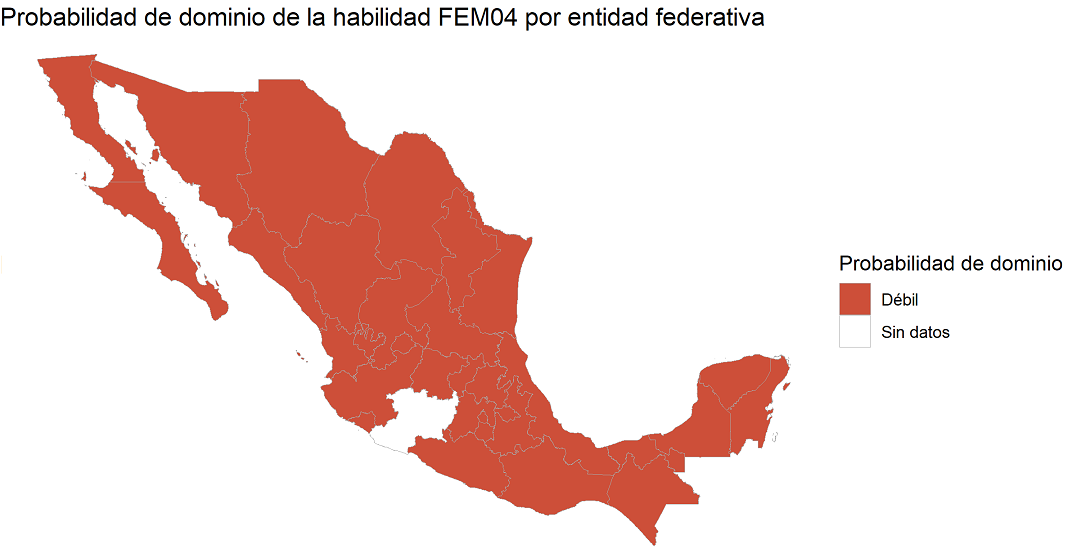 Probabilidad de dominio de la habilidad FEM04 por entidad federativa
Probabilidad de dominio
Débil
Sin datos